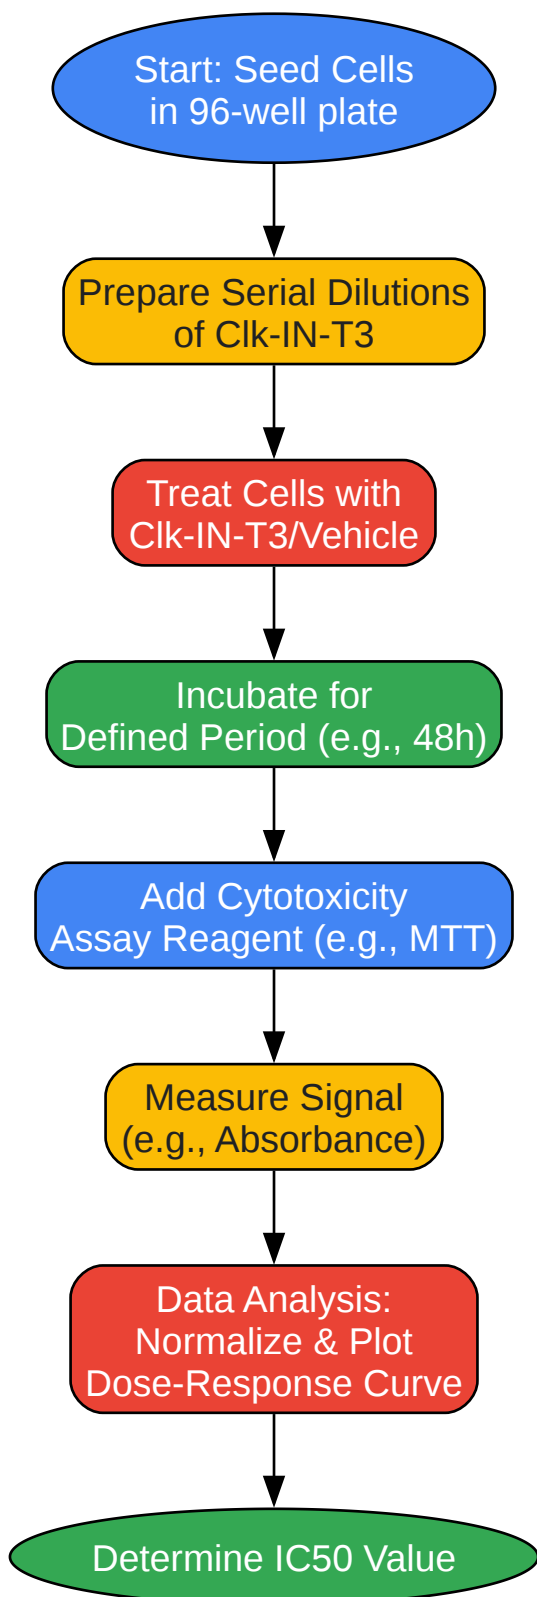 Start: Seed Cells
in 96-well plate
Prepare Serial Dilutions
of Clk-IN-T3
Treat Cells with
Clk-IN-T3/Vehicle
Incubate for
Defined Period (e.g., 48h)
Add Cytotoxicity
Assay Reagent (e.g., MTT)
Measure Signal
(e.g., Absorbance)
Data Analysis:
Normalize & Plot
Dose-Response Curve
Determine IC50 Value